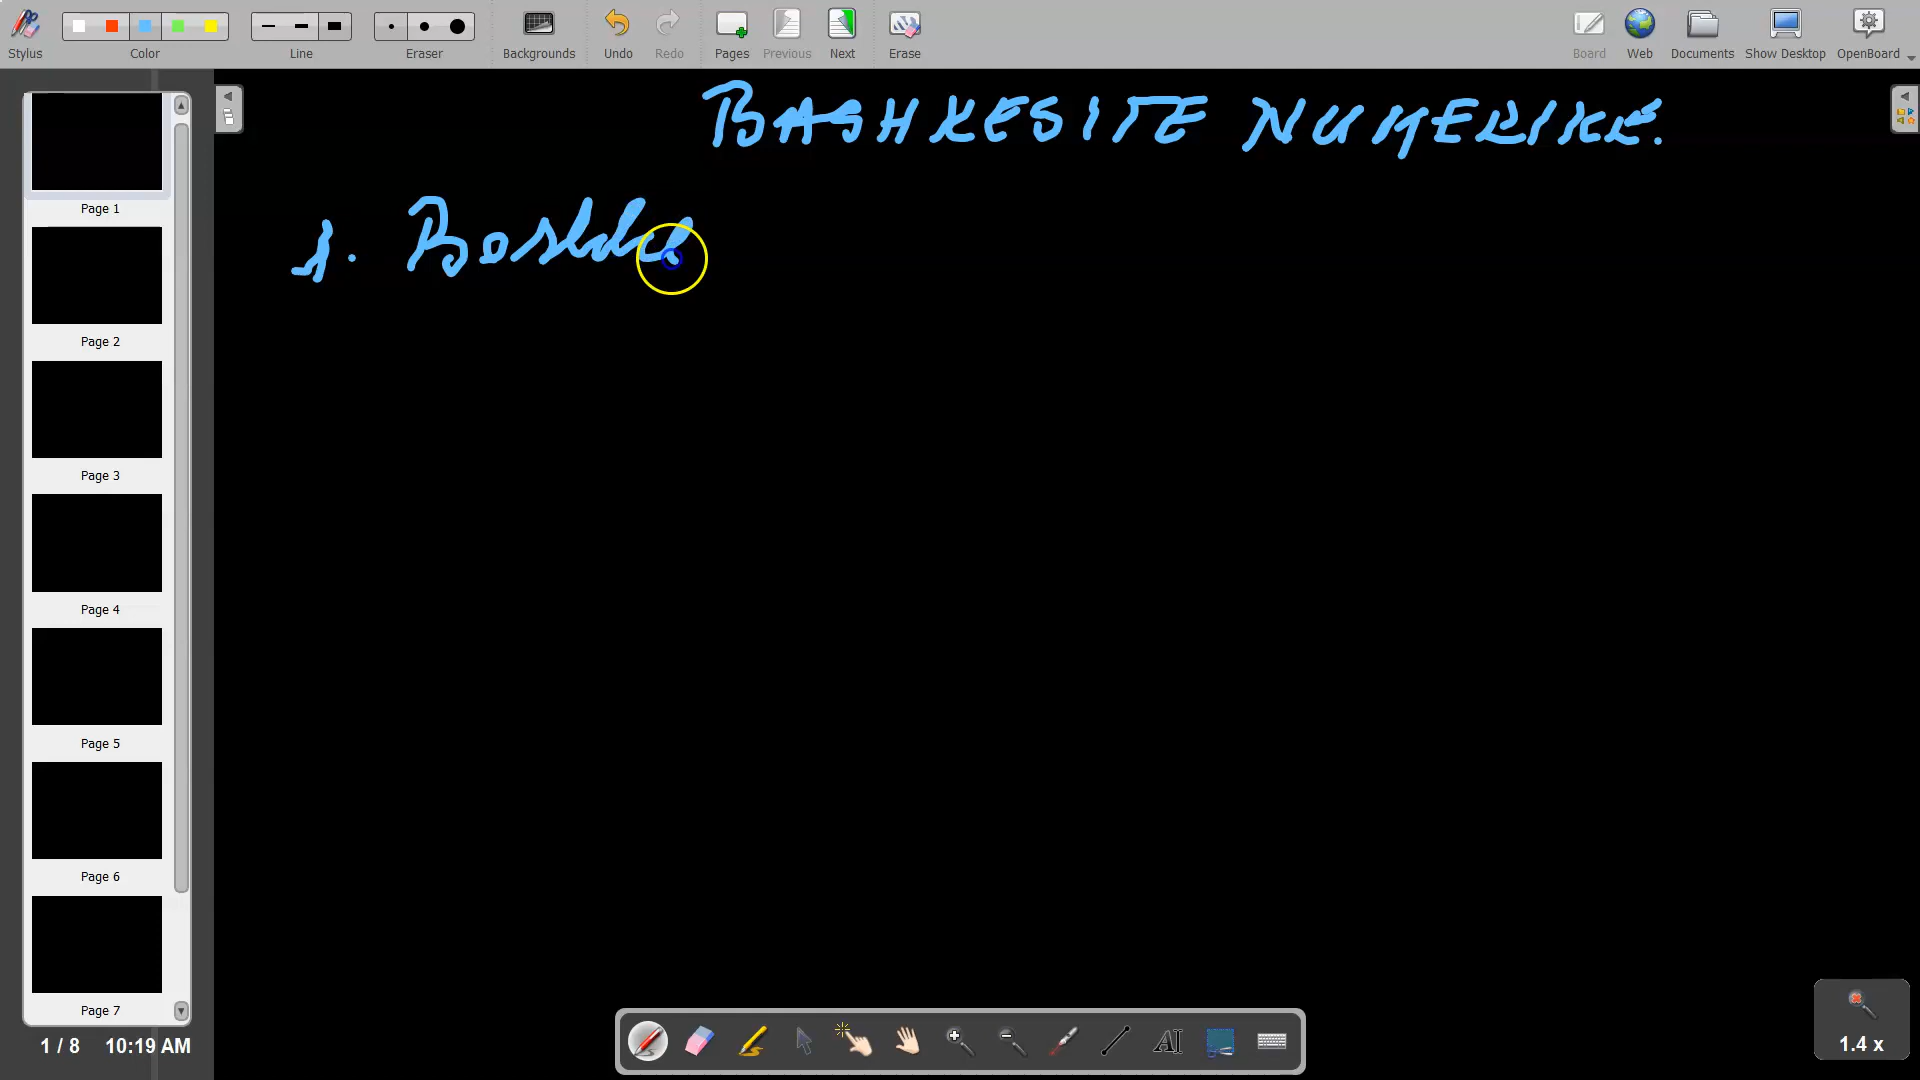 Stylus
Color
Line
Eraser
Backgrounds
Undo
Redo
Pages
Previous
Next
Erase
Board
Web
Documents
Show Desktop
OpenBoard
BASHKESITE NUMERIKE.
1.
Page 1
Page 2
Page 3
Page 4
Page 5
Page 6
Page 7
1 / 8 10:19 AM
AI
1.4 x